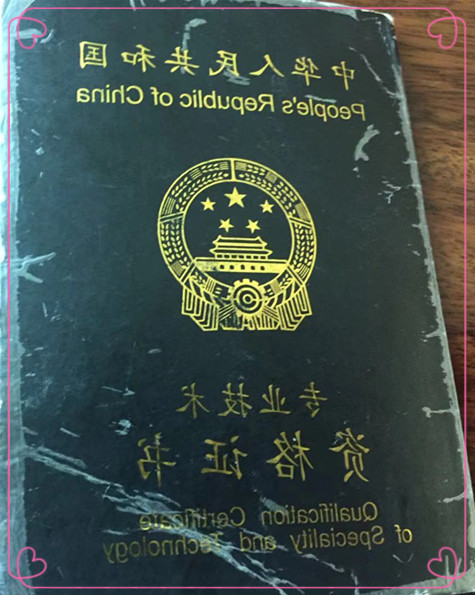 中华人民共和国
People's Republic of China
专业技术
资格证书
Qualification Certificate
of Speciality and Technology